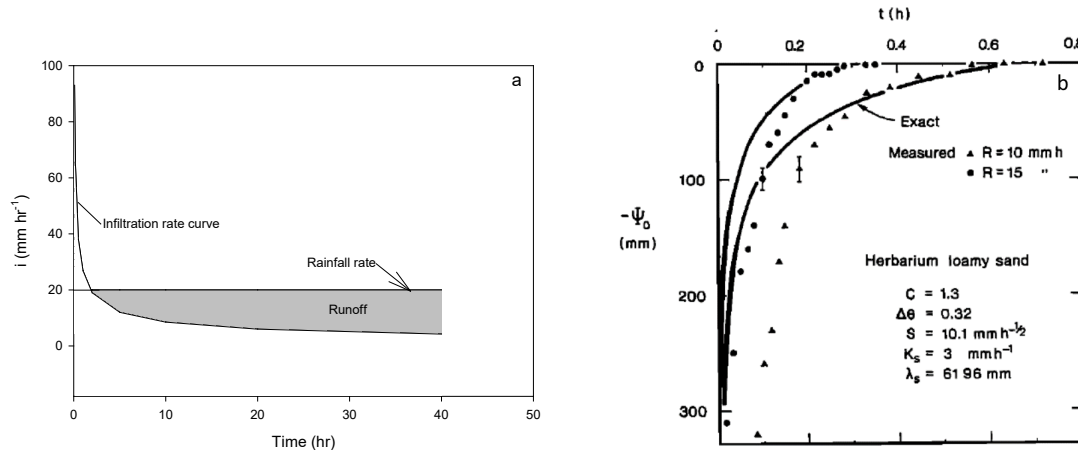 a
100
80
60
40
20
0
i (mm hr-1)
Infiltration rate curve
Rainfall rate
Runoff
0 10 20 30 40 50
Time (hr)
t (h)
0 0.2 0.4 0.6 0.8
b
0
100
200
300
-Ψ0
(mm)
Exact
Measured ▲ R = 10 mm h
● R = 15 "
Herbarium loamy sand
C = 1.3
Δθ = 0.32
S = 10.1 mm h-1/2
Ks = 3 mm h-1
λs = 61.96 mm